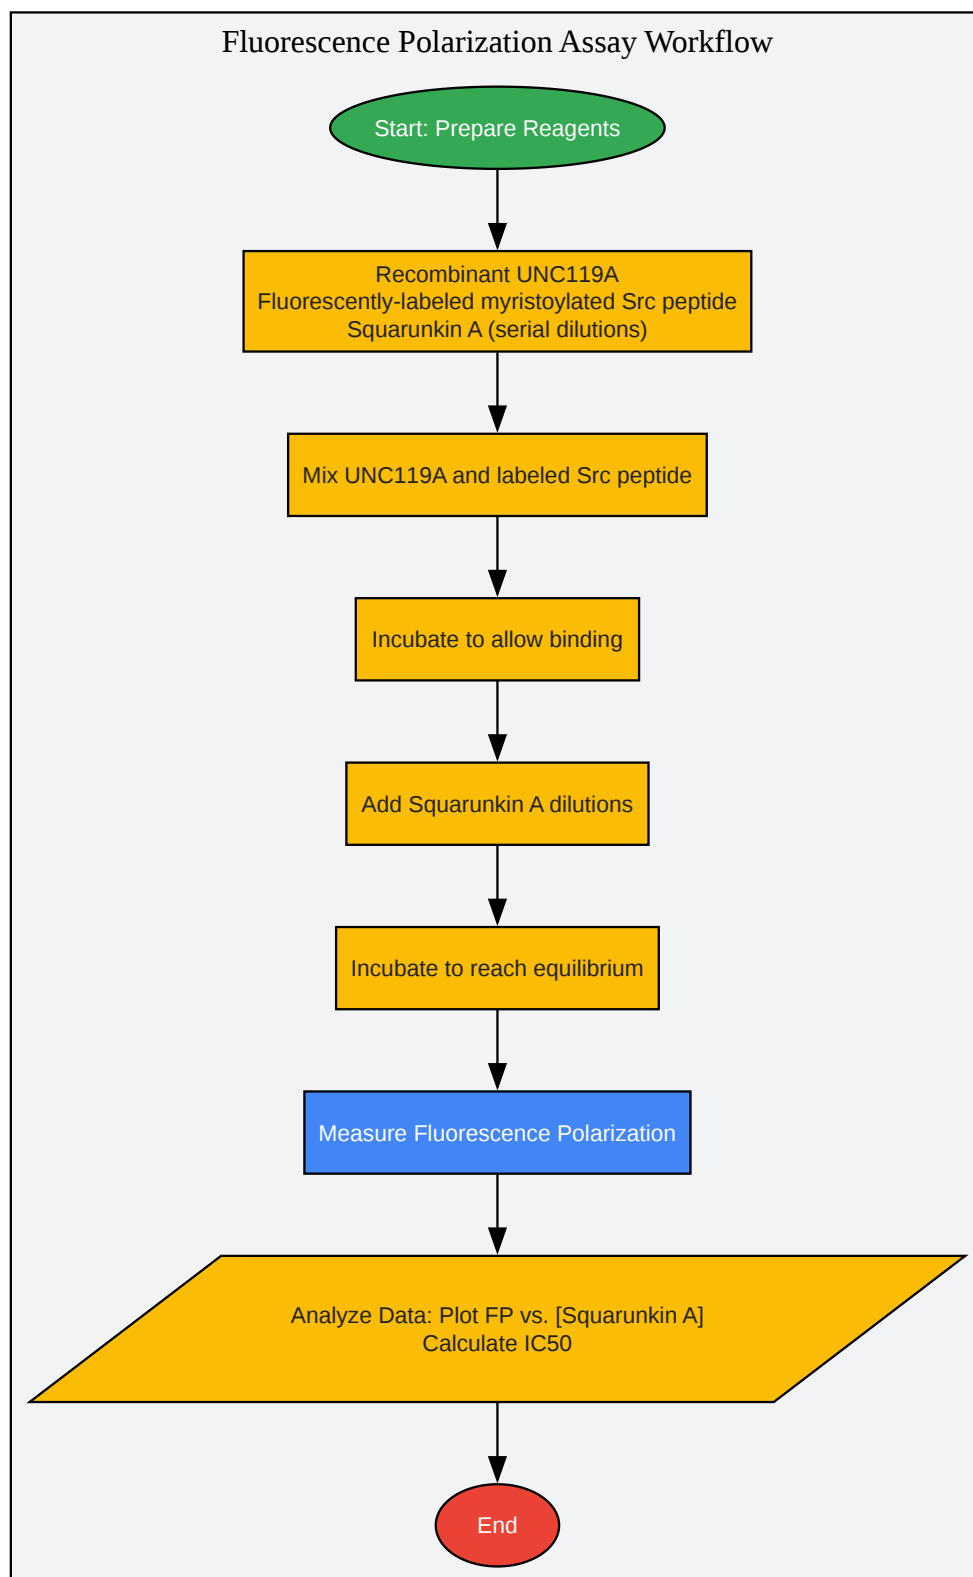 Fluorescence Polarization Assay Workflow
Start: Prepare Reagents
Recombinant UNC119A
Fluorescently-labeled myristoylated Src peptide
Squarunkin A (serial dilutions)
Mix UNC119A and labeled Src peptide
Incubate to allow binding
Add Squarunkin A dilutions
Incubate to reach equilibrium
Measure Fluorescence Polarization
Analyze Data: Plot FP vs. [Squarunkin A]
Calculate IC50
End